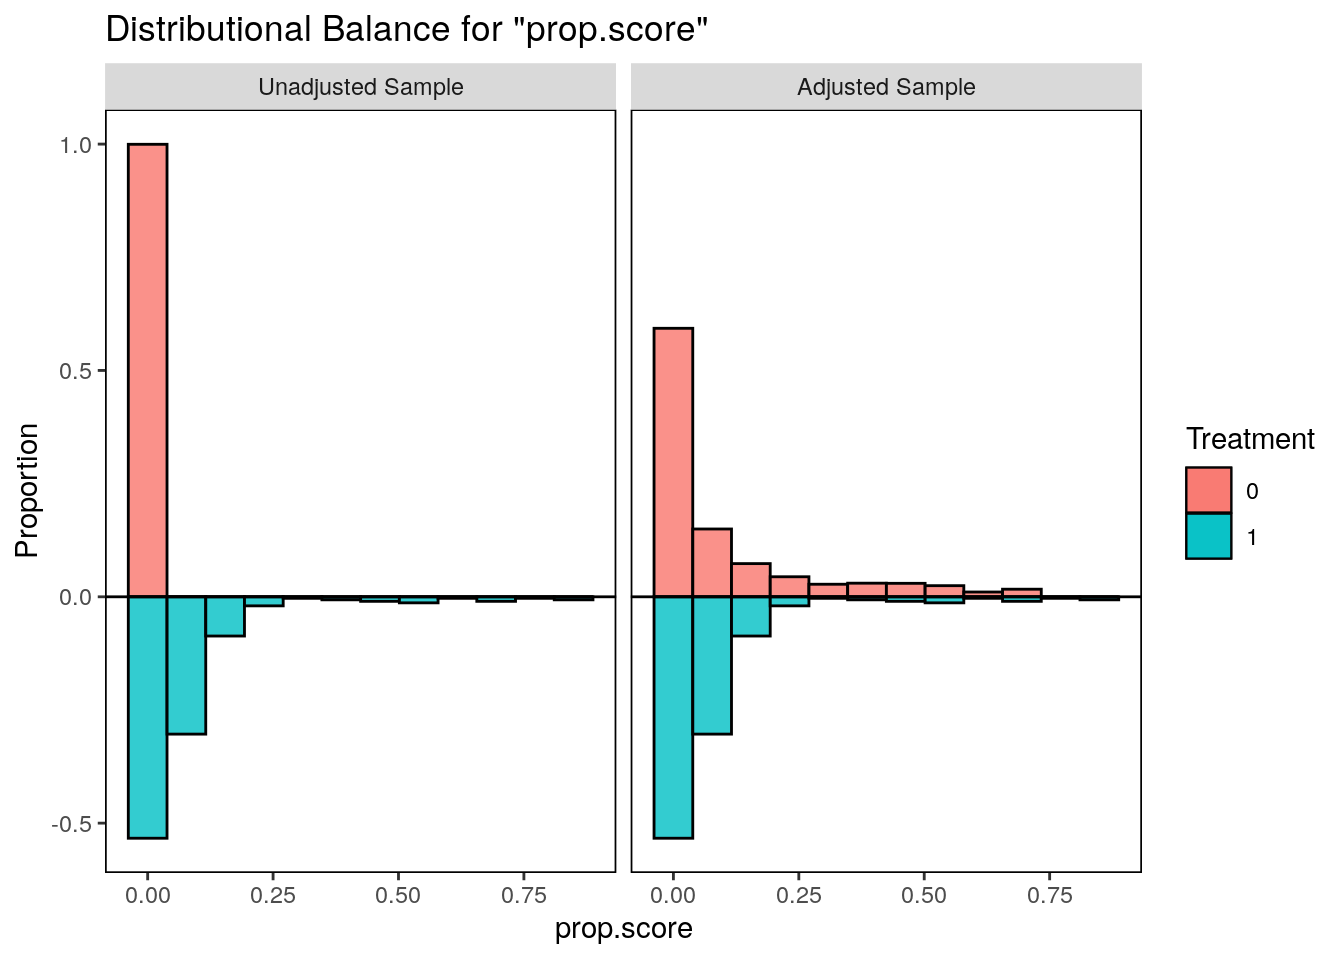 Distributional Balance for "prop.score"
Unadjusted Sample
Adjusted Sample
1.0
0.5
0.0
-0.5
Proportion
0.00 0.25 0.50 0.75
0.00 0.25 0.50 0.75
prop.score
Treatment
0
1